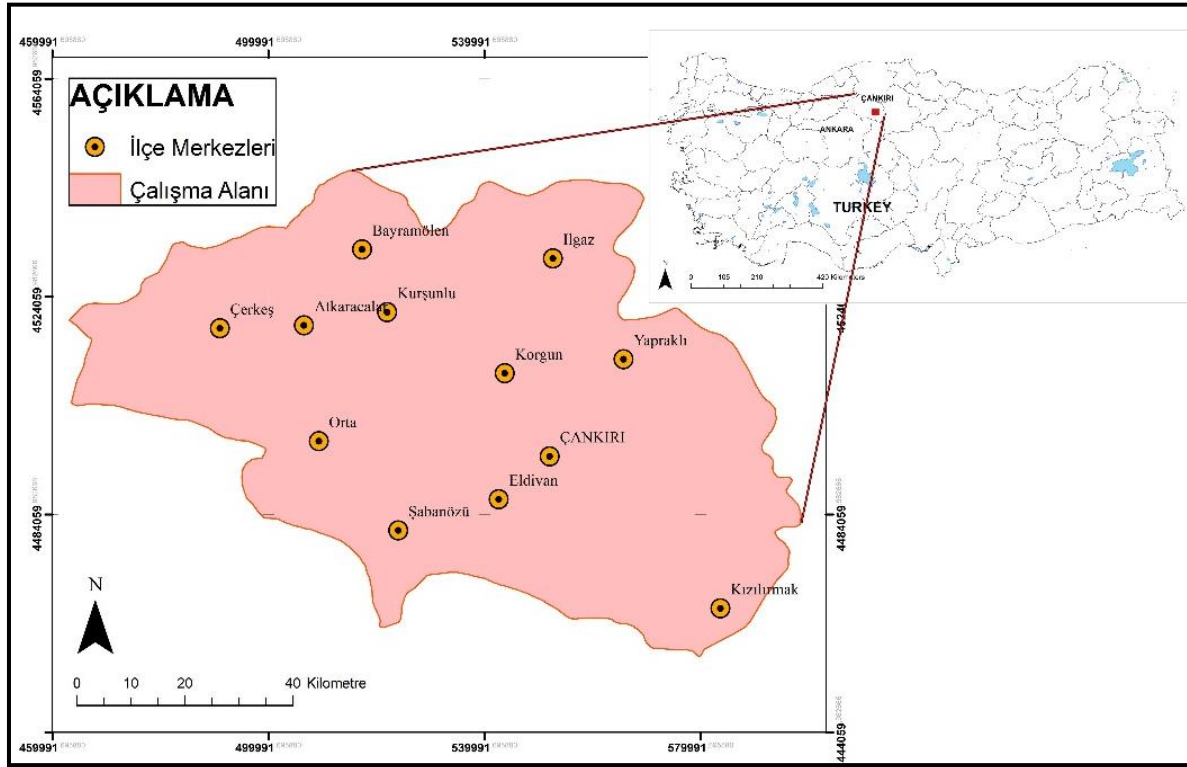 459991
499991
539991
4564059
AÇIKLAMA
İlçe Merkezleri
Çalışma Alanı
ÇANKIRI
ANKARA
TURKEY
0 105 210 420 Kilometers
Bayramölen
Ilgaz
4524059
Çerkeş
Atkaracalar
Kurşunlu
Korgun
Yapraklı
Orta
ÇANKIRI
Eldivan
Şabanözü
4484059
4484059
Kızılırmak
N
0 10 20 40 Kilometre
459991
499991
539991
579991